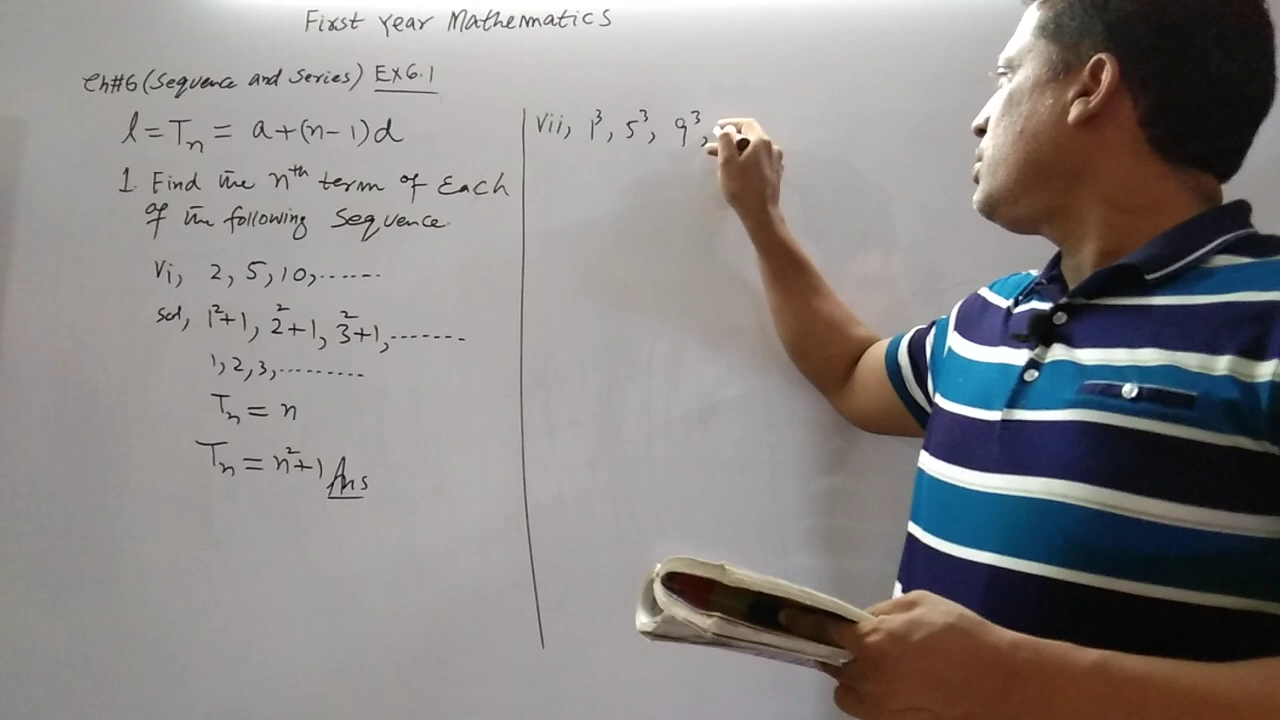 First year Mathematics
Ch#6 (Sequence and Series) EX6.1
l = Tn = a+(n-1)d
1. Find the nth term of Each
of the following Sequence.
Vi, 2, 5, 10, ......
sol, 1²+1, 2²+1, 3²+1, .......
1, 2, 3, .........
Tn = n
Tn = n²+1 Ans
Vii, 1³, 5³, 9³,